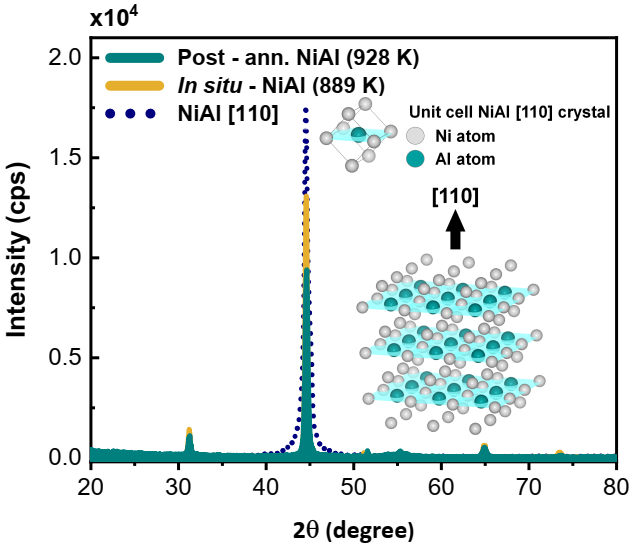 x10⁴
Post - ann. NiAl (928 K)
In situ - NiAl (889 K)
NiAl [110]
Unit cell NiAl [110] crystal
Ni atom
Al atom
[110]
Intensity (cps)
2.0
1.5
1.0
0.5
0.0
20 30 40 50 60 70 80
2θ (degree)